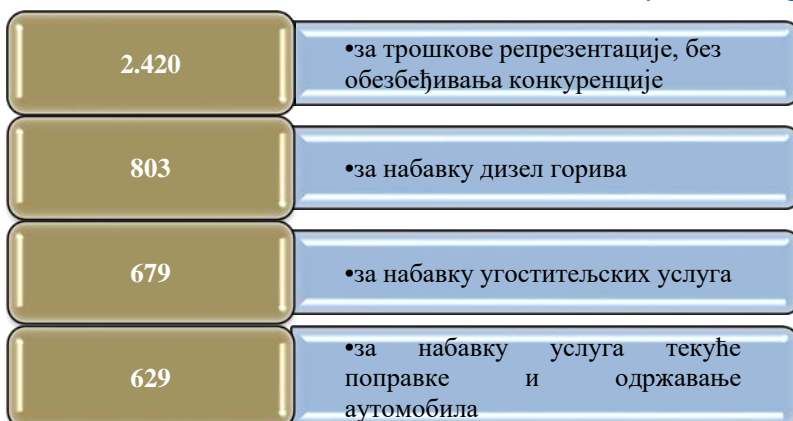 2.420
•за трошкове репрезентације, без
обезбеђивања конкуренције
803
•за набавку дизел горива
679
•за набавку угоститељских услуга
629
•за набавку услуга текуће
поправке и одржавање
аутомобила